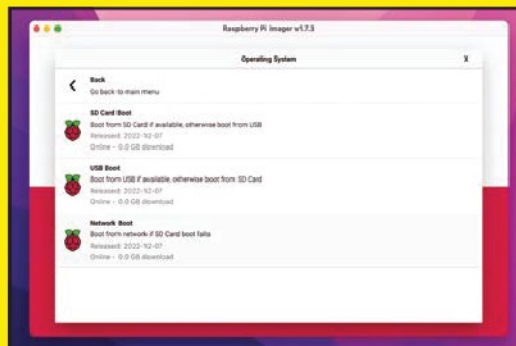 Raspberry Pi Imager v1.7.3
Operating System X
Back
Go back to main menu
SD Card Boot
Boot from SD Card if available, otherwise boot from USB
Released: 2022-12-07
Online - 0.0 GB download
USB Boot
Boot from USB if available, otherwise boot from SD Card
Released: 2022-12-07
Online - 0.0 GB download
Network Boot
Boot from network if SD Card boot fails
Released: 2022-12-07
Online - 0.0 GB download